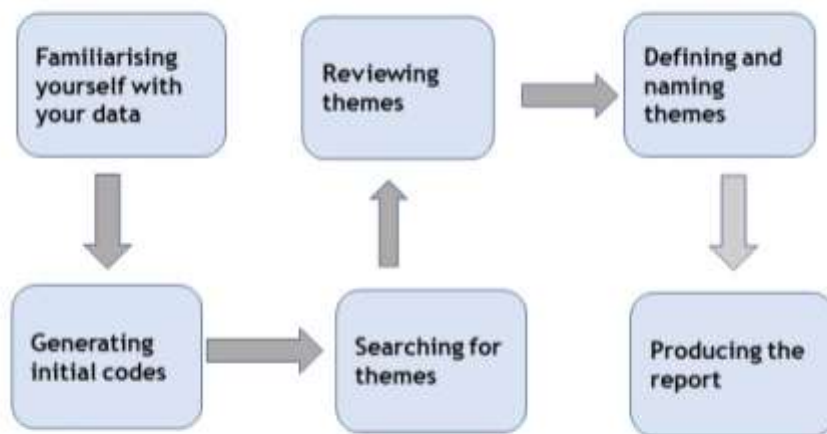 Familiarising
yourself with
your data
Generating
initial codes
Searching for
themes
Reviewing
themes
Defining and
naming
themes
Producing the
report